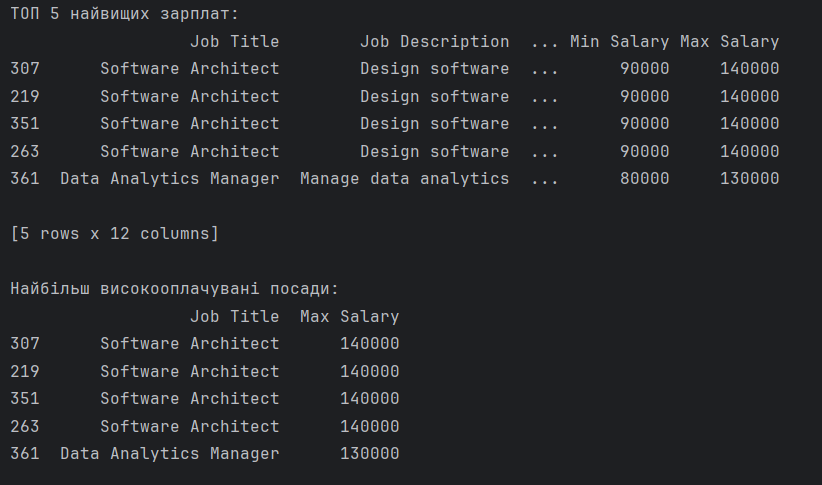 ТОП 5 найвищих зарплат:
Job Title Job Description ... Min Salary Max Salary
307 Software Architect Design software ... 90000 140000
219 Software Architect Design software ... 90000 140000
351 Software Architect Design software ... 90000 140000
263 Software Architect Design software ... 90000 140000
361 Data Analytics Manager Manage data analytics ... 80000 130000
[5 rows x 12 columns]
Найбільш високооплачувані посади:
Job Title Max Salary
307 Software Architect 140000
219 Software Architect 140000
351 Software Architect 140000
263 Software Architect 140000
361 Data Analytics Manager 130000